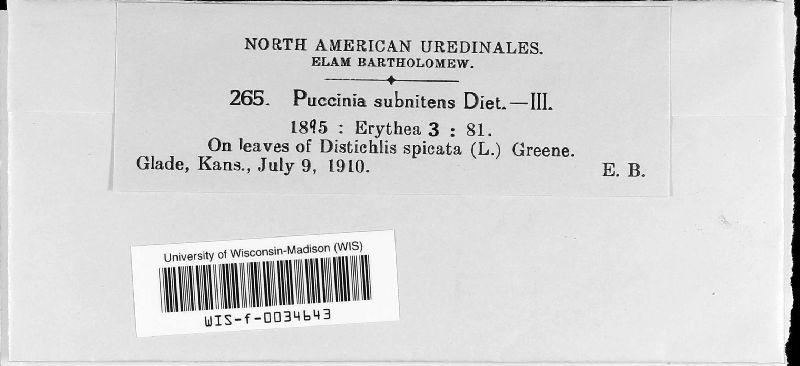 NORTH AMERICAN UREDINALES.
ELAM BARTHOLOMEW.
265. Puccinia subnitens Diet.—III.
1895 : Erythea 3 : 81.
On leaves of Distichlis spicata (L.) Greene.
Glade, Kans., July 9, 1910. E. B.
University of Wisconsin-Madison (WIS)
WIS-f-0034643